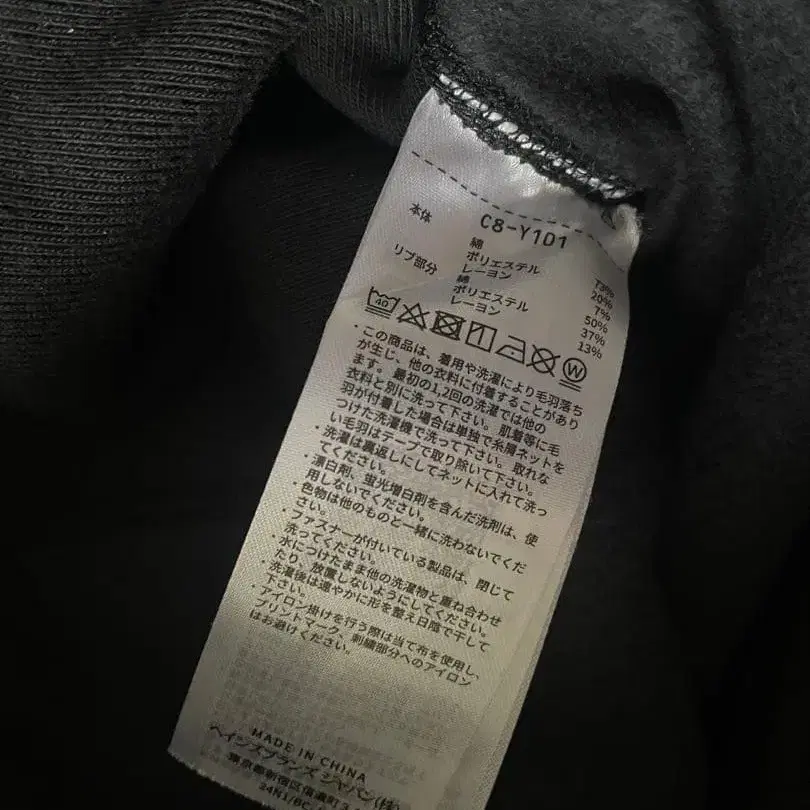 C8-Y101
本体 綿 73%
ポリエステル 20%
レーヨン 7%
リブ部分 綿 50%
ポリエステル 37%
レーヨン 13%
40
W
・この商品は、着用や洗濯により毛羽落ち
が生じ、他の衣料に付着することがあり
ます。最初の1,2回の洗濯では他の
衣料と別に洗って下さい。肌着等に毛
羽が付着した場合は単独で糸屑ネットを
つけた洗濯機で洗って下さい。取れな
い毛羽はテープで取り除いて下さい。
・洗濯は裏返しにしてネットに入れて洗っ
てください。
・漂白剤、蛍光増白剤を含んだ洗剤は、使
用しないでください。
・色物は他のものと一緒に洗わないでくだ
さい。
・ファスナーが付いている製品は、閉じて
洗ってください。
・水につけたまま他の洗濯物と重ね合わせ
たり、放置しないようにしてください。
・洗濯後は速やかに形を整え日陰で干して
下さい。
・アイロン掛けを行う際は当て布を使用し、
プリントマーク、刺繍部分へのアイロン
はお避けください。
MADE IN CHINA
ヘインズブランズ ジャパン(株)
東京都新宿区信濃町
24N1/BC